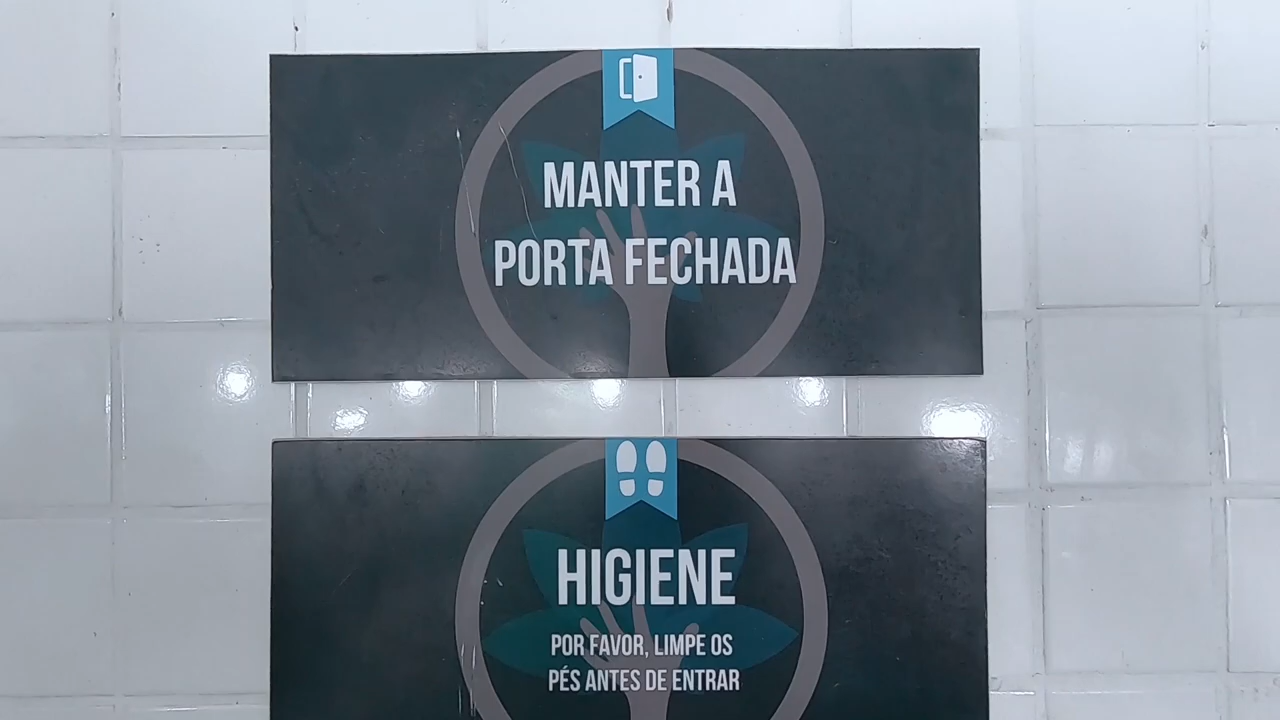 MANTER A
PORTA FECHADA
HIGIENE
POR FAVOR, LIMPE OS
PÉS ANTES DE ENTRAR